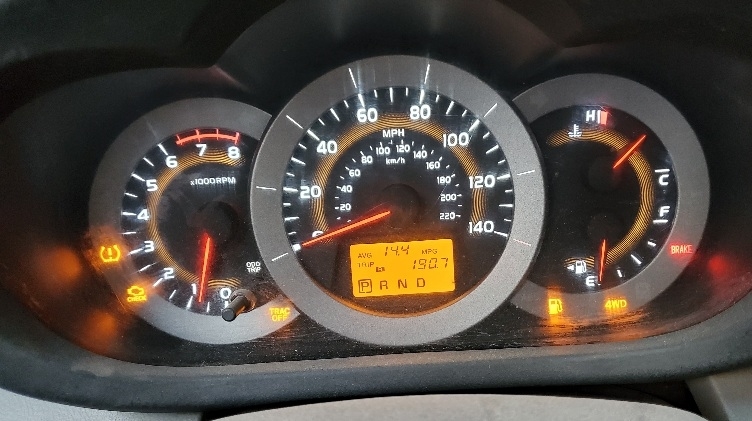 8
7
6
5
4
3
2
1
0
x1000RPM
ODO
TRIP
CHECK
TRAC
OFF
0
20
40
60
80
100
120
140
MPH
20
40
60
80
100
120
140
160
180
200
220
km/h
AVG 14.4 MPG
TRIP 190.7
P R N D
H
C
F
E
BRAKE
4WD